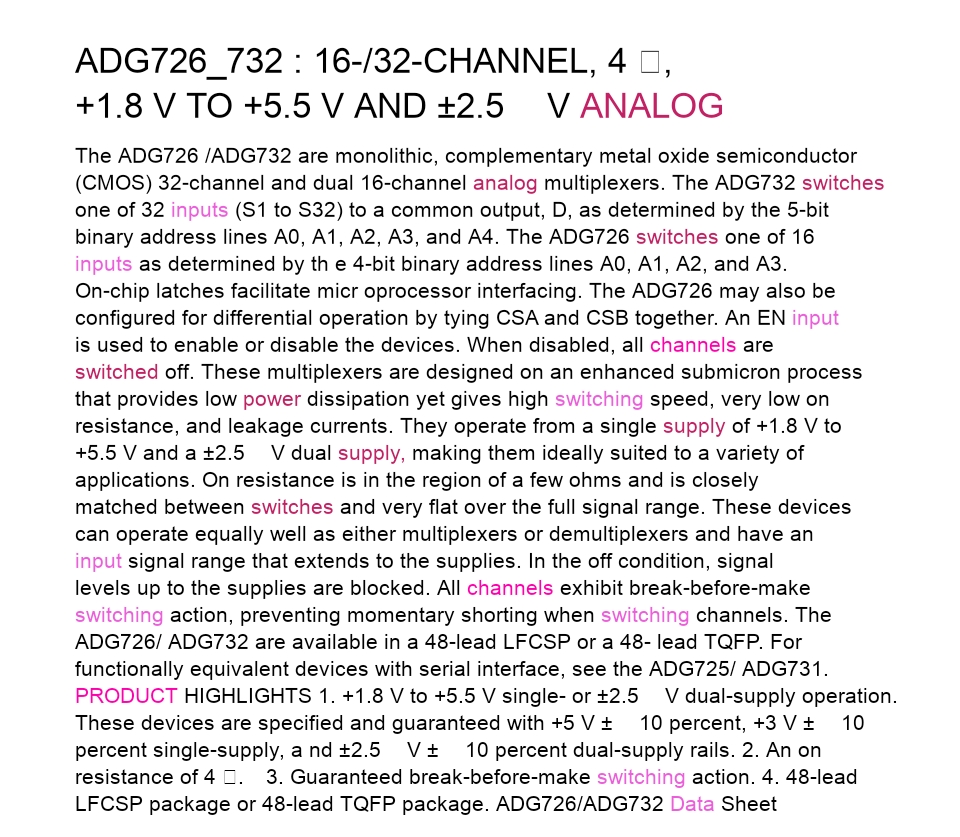 ADG726_732 : 16-/32-CHANNEL, 4 □,
+1.8 V TO +5.5 V AND ±2.5 V ANALOG
The ADG726 /ADG732 are monolithic, complementary metal oxide semiconductor
(CMOS) 32-channel and dual 16-channel analog multiplexers. The ADG732 switches
one of 32 inputs (S1 to S32) to a common output, D, as determined by the 5-bit
binary address lines A0, A1, A2, A3, and A4. The ADG726 switches one of 16
inputs as determined by th e 4-bit binary address lines A0, A1, A2, and A3.
On-chip latches facilitate micr oprocessor interfacing. The ADG726 may also be
configured for differential operation by tying CSA and CSB together. An EN input
is used to enable or disable the devices. When disabled, all channels are
switched off. These multiplexers are designed on an enhanced submicron process
that provides low power dissipation yet gives high switching speed, very low on
resistance, and leakage currents. They operate from a single supply of +1.8 V to
+5.5 V and a ±2.5 V dual supply, making them ideally suited to a variety of
applications. On resistance is in the region of a few ohms and is closely
matched between switches and very flat over the full signal range. These devices
can operate equally well as either multiplexers or demultiplexers and have an
input signal range that extends to the supplies. In the off condition, signal
levels up to the supplies are blocked. All channels exhibit break-before-make
switching action, preventing momentary shorting when switching channels. The
ADG726/ ADG732 are available in a 48-lead LFCSP or a 48- lead TQFP. For
functionally equivalent devices with serial interface, see the ADG725/ ADG731.
PRODUCT HIGHLIGHTS 1. +1.8 V to +5.5 V single- or ±2.5 V dual-supply operation.
These devices are specified and guaranteed with +5 V ± 10 percent, +3 V ± 10
percent single-supply, a nd ±2.5 V ± 10 percent dual-supply rails. 2. An on
resistance of 4 □. 3. Guaranteed break-before-make switching action. 4. 48-lead
LFCSP package or 48-lead TQFP package. ADG726/ADG732 Data Sheet